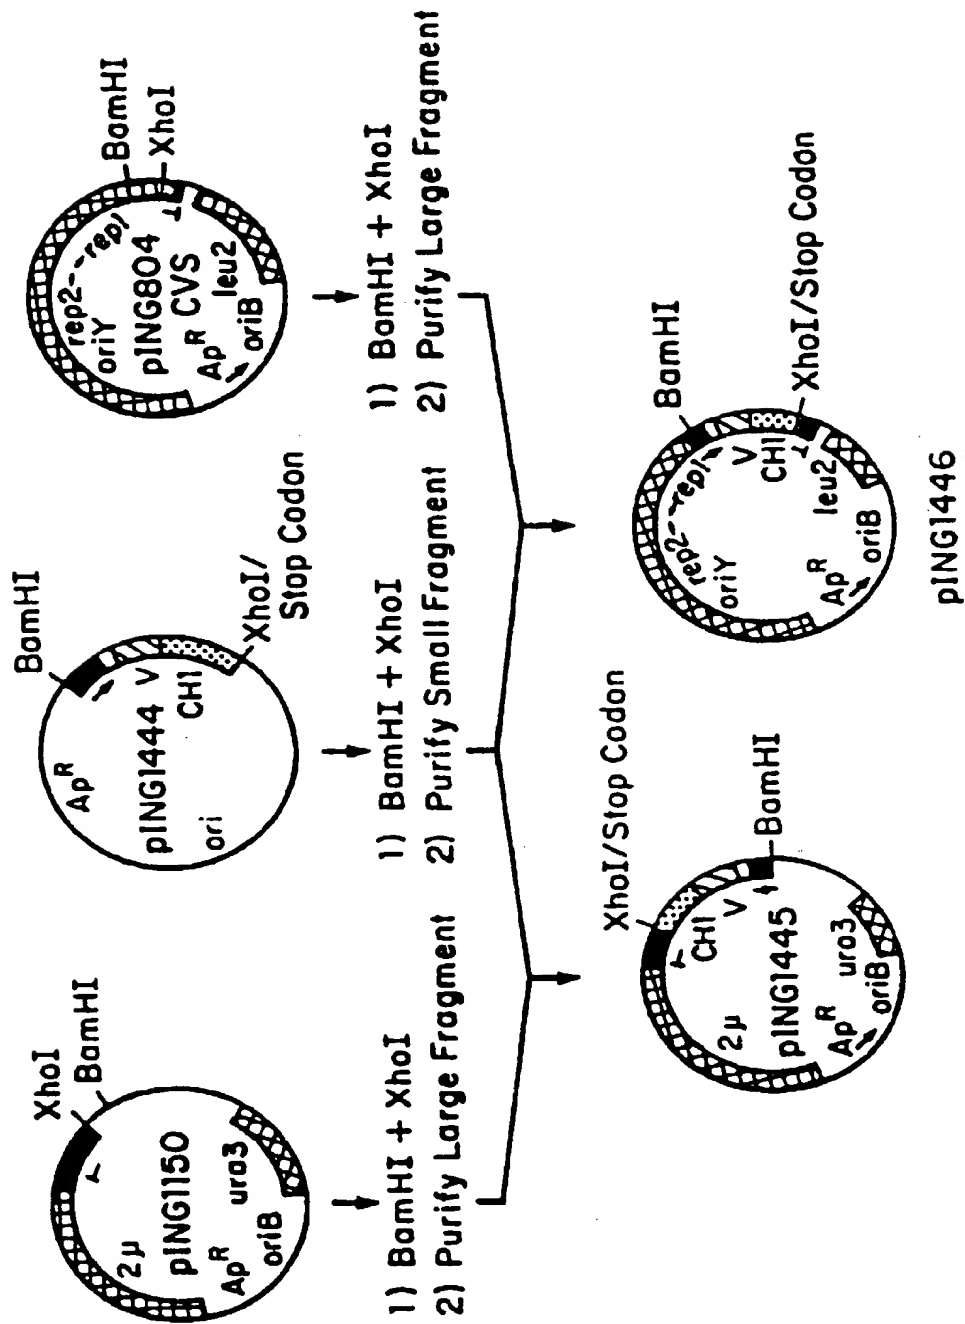 XhoI
BamHI
2µ
pING1150
ura3
Ap^R
oriB
1) BamHI + XhoI
2) Purify Large Fragment
BamHI
Ap^R
pING1444
V
CH1
ori
XhoI/
Stop Codon
1) BamHI + XhoI
2) Purify Small Fragment
BamHI
XhoI
rep2---rep1
oriY
pING804
CVS
leu2
Ap^R
oriB
1) BamHI + XhoI
2) Purify Large Fragment
XhoI/Stop Codon
CH1
V
BamHI
2µ
pING1445
Ap^R
ura3
oriB
BamHI
rep2---rep1
oriY
V
CH1
XhoI/Stop Codon
leu2
Ap^R
oriB
pING1446